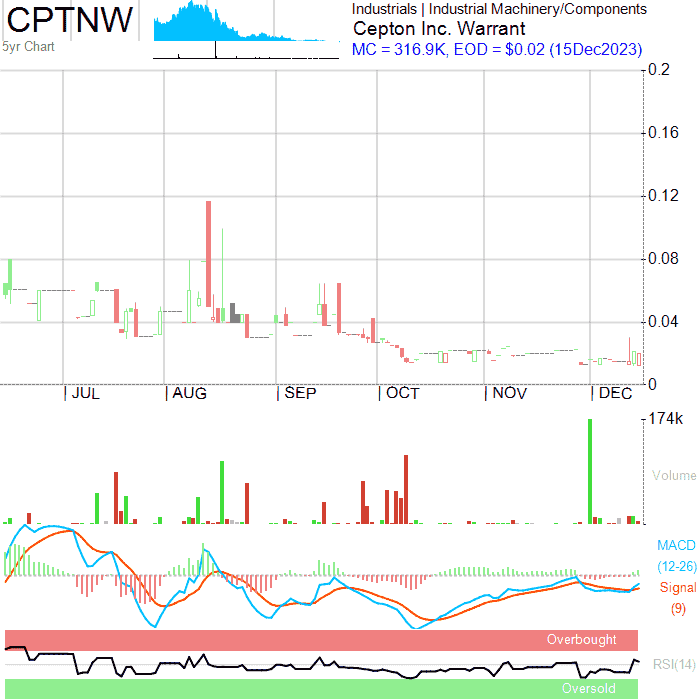 CPTNW
5yr Chart
Industrials | Industrial Machinery/Components
Cepton Inc. Warrant
MC = 316.9K, EOD = $0.02 (15Dec2023)
0.2
0.16
0.12
0.08
0.04
0
JUL
AUG
SEP
OCT
NOV
DEC
174k
Volume
MACD
(12-26)
Signal
(9)
Overbought
RSI(14)
Oversold